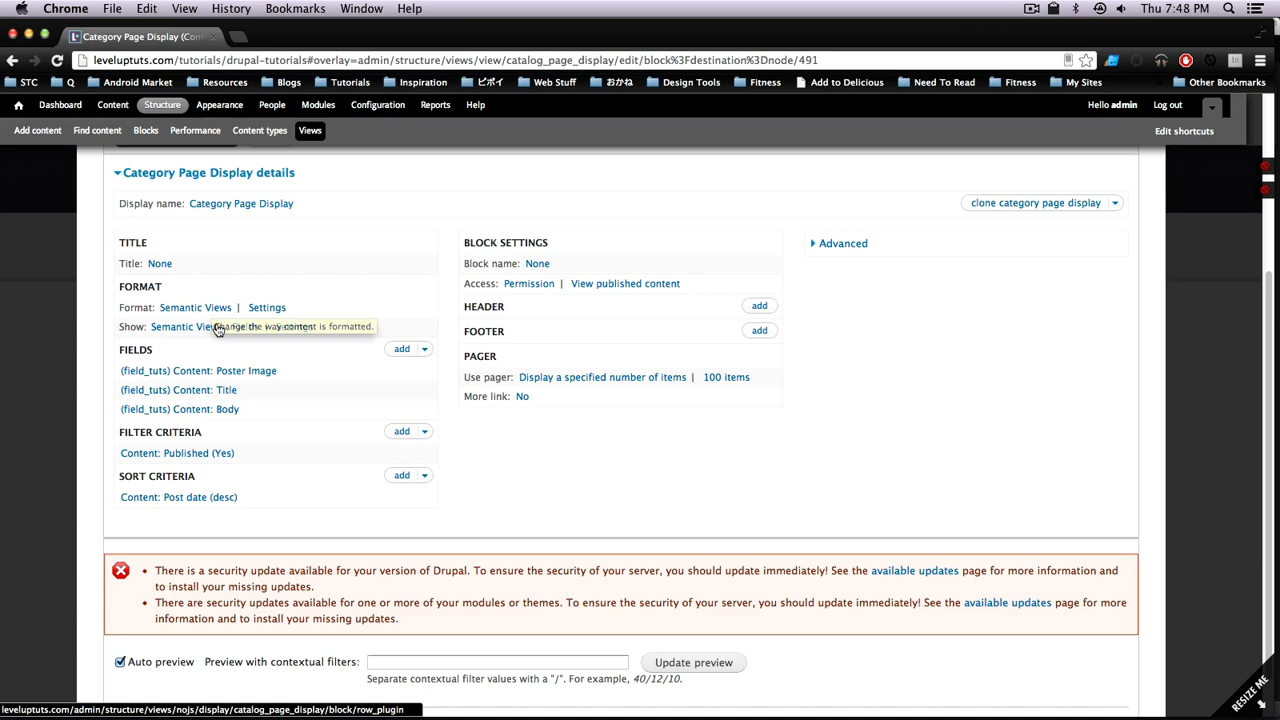 Chrome File Edit View History Bookmarks Window Help Thu 7:48 PM
Category Page Display (Con
leveluptuts.com/tutorials/drupal-tutorials#overlay=admin/structure/views/view/catalog_page_display/edit/block%3Fdestination%3Dnode/491
STC Q Android Market Resources Blogs Tutorials Inspiration ビボイ Web Stuff おかね Design Tools Fitness Add to Delicious Need To Read Fitness My Sites Other Bookmarks
Dashboard Content Structure Appearance People Modules Configuration Reports Help Hello admin Log out
Add content Find content Blocks Performance Content types Views Edit shortcuts
Category Page Display details
Display name: Category Page Display clone category page display
TITLE
Title: None
FORMAT
Format: Semantic Views | Settings
Show: Semantic View
Change the way content is formatted.
FIELDS add
(field_tuts) Content: Poster Image
(field_tuts) Content: Title
(field_tuts) Content: Body
FILTER CRITERIA add
Content: Published (Yes)
SORT CRITERIA add
Content: Post date (desc)
BLOCK SETTINGS
Block name: None
Access: Permission | View published content
HEADER add
FOOTER add
PAGER
Use pager: Display a specified number of items | 100 items
More link: No
Advanced
• There is a security update available for your version of Drupal. To ensure the security of your server, you should update immediately! See the available updates page for more information and
to install your missing updates.
• There are security updates available for one or more of your modules or themes. To ensure the security of your server, you should update immediately! See the available updates page for more
information and to install your missing updates.
Auto preview Preview with contextual filters: Update preview
Separate contextual filter values with a "/". For example, 40/12/10.
leveluptuts.com/admin/structure/views/nojs/display/catalog_page_display/block/row_plugin
RESIZE ME